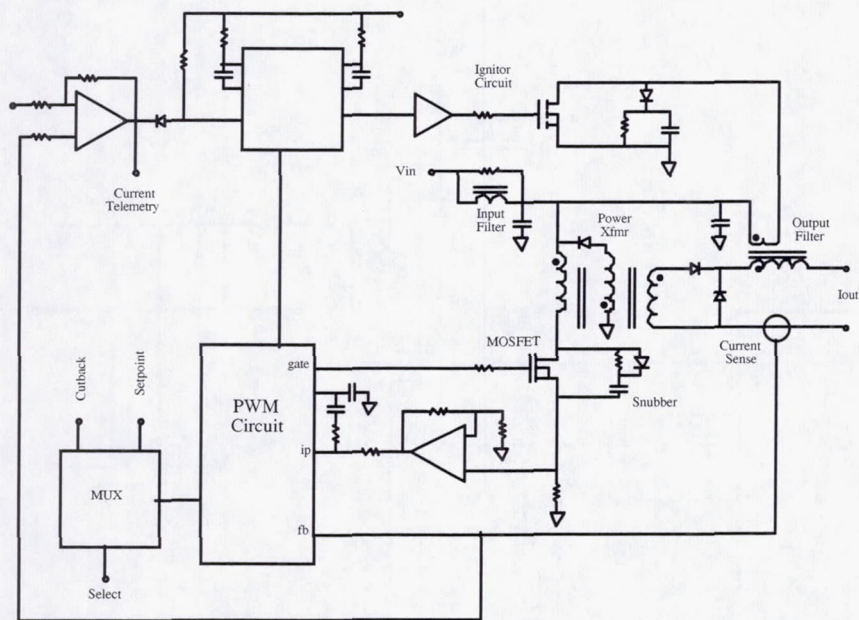 Ignitor
Circuit
Vin
Current
Telemetry
Input
Filter
Power
Xfmr
Output
Filter
Iout
MOSFET
Current
Sense
gate
Snubber
Cutback
Setpoint
PWM
Circuit
ip
MUX
fb
Select